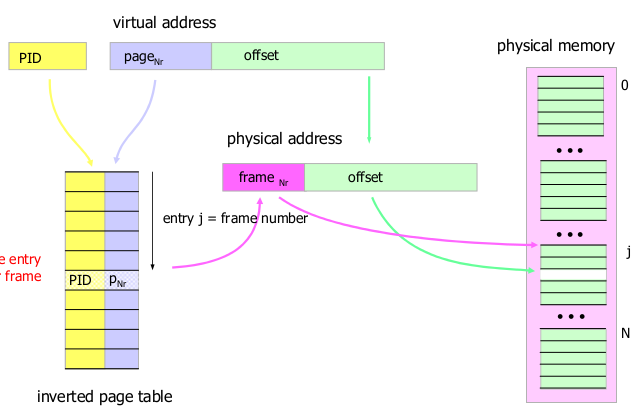 virtual address
PID
page Nr
offset
physical memory
0
physical address
frame Nr
offset
entry j = frame number
e entry
frame
PID
pNr
j
N
inverted page table